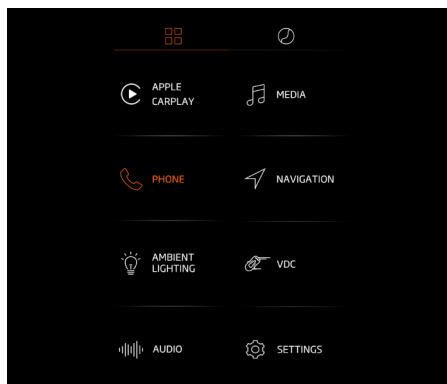 APPLE
CARPLAY
MEDIA
PHONE
NAVIGATION
AMBIENT
LIGHTING
VDC
AUDIO
SETTINGS